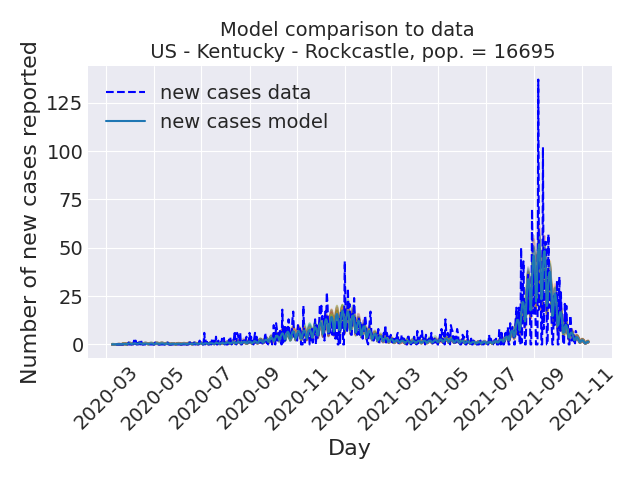 Model comparison to data
US - Kentucky - Rockcastle, pop. = 16695
Number of new cases reported
new cases data
new cases model
125
100
75
50
25
0
2020-03
2020-05
2020-07
2020-09
2020-11
2021-01
2021-03
2021-05
2021-07
2021-09
2021-11
Day